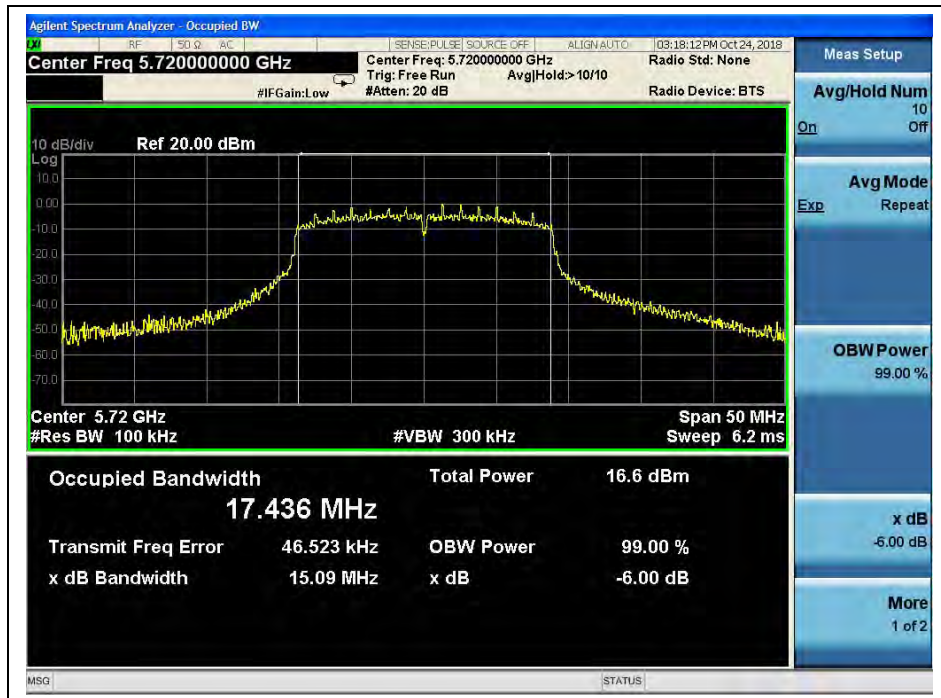 Agilent Spectrum Analyzer - Occupied BW
LXI RF 50 Ω AC SENSE:PULSE SOURCE OFF ALIGN AUTO 03:18:12 PM Oct 24, 2018
Center Freq 5.720000000 GHz
Center Freq: 5.720000000 GHz
Radio Std: None
Trig: Free Run Avg|Hold:>10/10
#IFGain:Low
#Atten: 20 dB
Radio Device: BTS
10 dB/div Ref 20.00 dBm
Log
10.0
0.00
-10.0
-20.0
-30.0
-40.0
-50.0
-60.0
-70.0
Center 5.72 GHz Span 50 MHz
#Res BW 100 kHz #VBW 300 kHz Sweep 6.2 ms
Occupied Bandwidth Total Power 16.6 dBm
17.436 MHz
Transmit Freq Error 46.523 kHz OBW Power 99.00 %
x dB Bandwidth 15.09 MHz x dB -6.00 dB
Meas Setup
Avg/Hold Num
10
On Off
Avg Mode
Exp Repeat
OBW Power
99.00 %
x dB
-6.00 dB
More
1 of 2
MSG STATUS